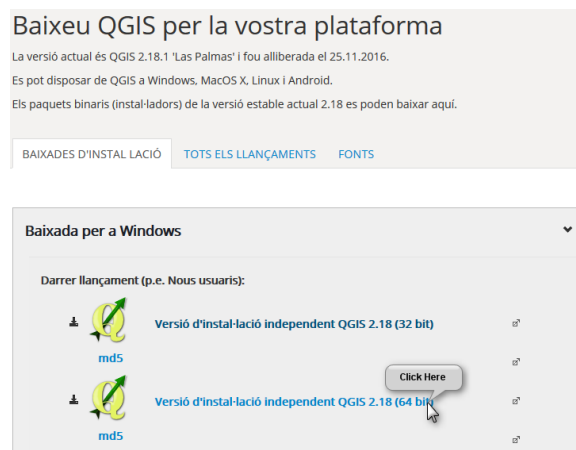 Baixeu QGIS per la vostra plataforma
La versió actual és QGIS 2.18.1 'Las Palmas' i fou alliberada el 25.11.2016.
Es pot disposar de QGIS a Windows, MacOS X, Linux i Android.
Els paquets binaris (instal·ladors) de la versió estable actual 2.18 es poden baixar aquí.
BAIXADES D'INSTAL LACIÓ TOTS ELS LLANÇAMENTS FONTS
Baixada per a Windows
Darrer llançament (p.e. Nous usuaris):
Versió d'instal·lació independent QGIS 2.18 (32 bit)
md5
Click Here
Versió d'instal·lació independent QGIS 2.18 (64 bit)
md5